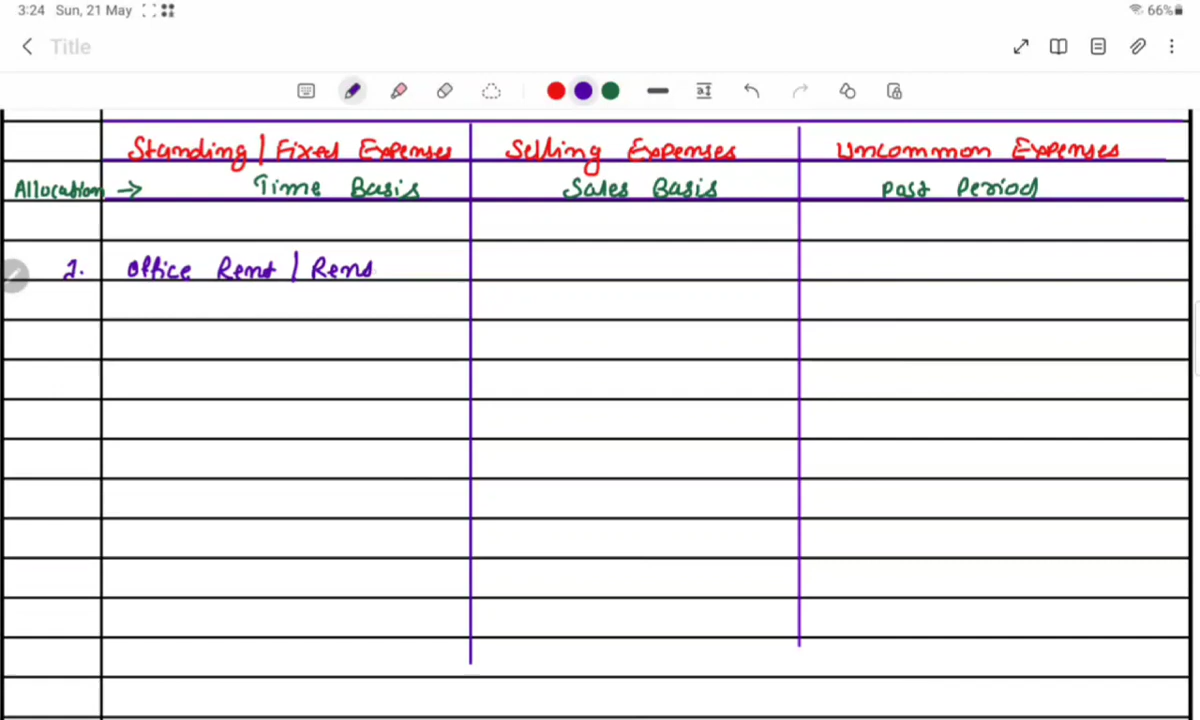 3:24 Sun, 21 May 66%
Title
Standing | Fixed Expenses Selling Expenses Uncommon Expenses
Allocation → Time Basis Sales Basis Past Period
1. Office Rent | Rent